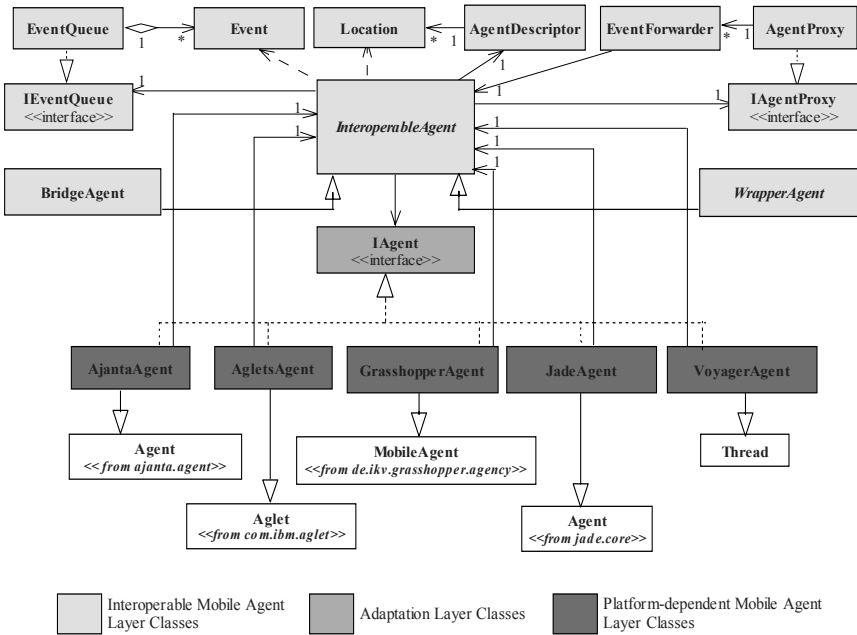 EventQueue
Event
Location
AgentDescriptor
EventForwarder
AgentProxy
1
*
*
1
*
1
1
IEventQueue
<<interface>>
1
1
1
IAgentProxy
<<interface>>
InteroperableAgent
1
1
1
1
1
BridgeAgent
WrapperAgent
IAgent
<<interface>>
AjantaAgent
AgletsAgent
GrasshopperAgent
JadeAgent
VoyagerAgent
Agent
<< from ajanta.agent>>
MobileAgent
<<from de.ikv.grasshopper.agency>>
Thread
Aglet
<<from com.ibm.aglet>>
Agent
<<from jade.core>>
Interoperable Mobile Agent
Layer Classes
Adaptation Layer Classes
Platform-dependent Mobile Agent
Layer Classes